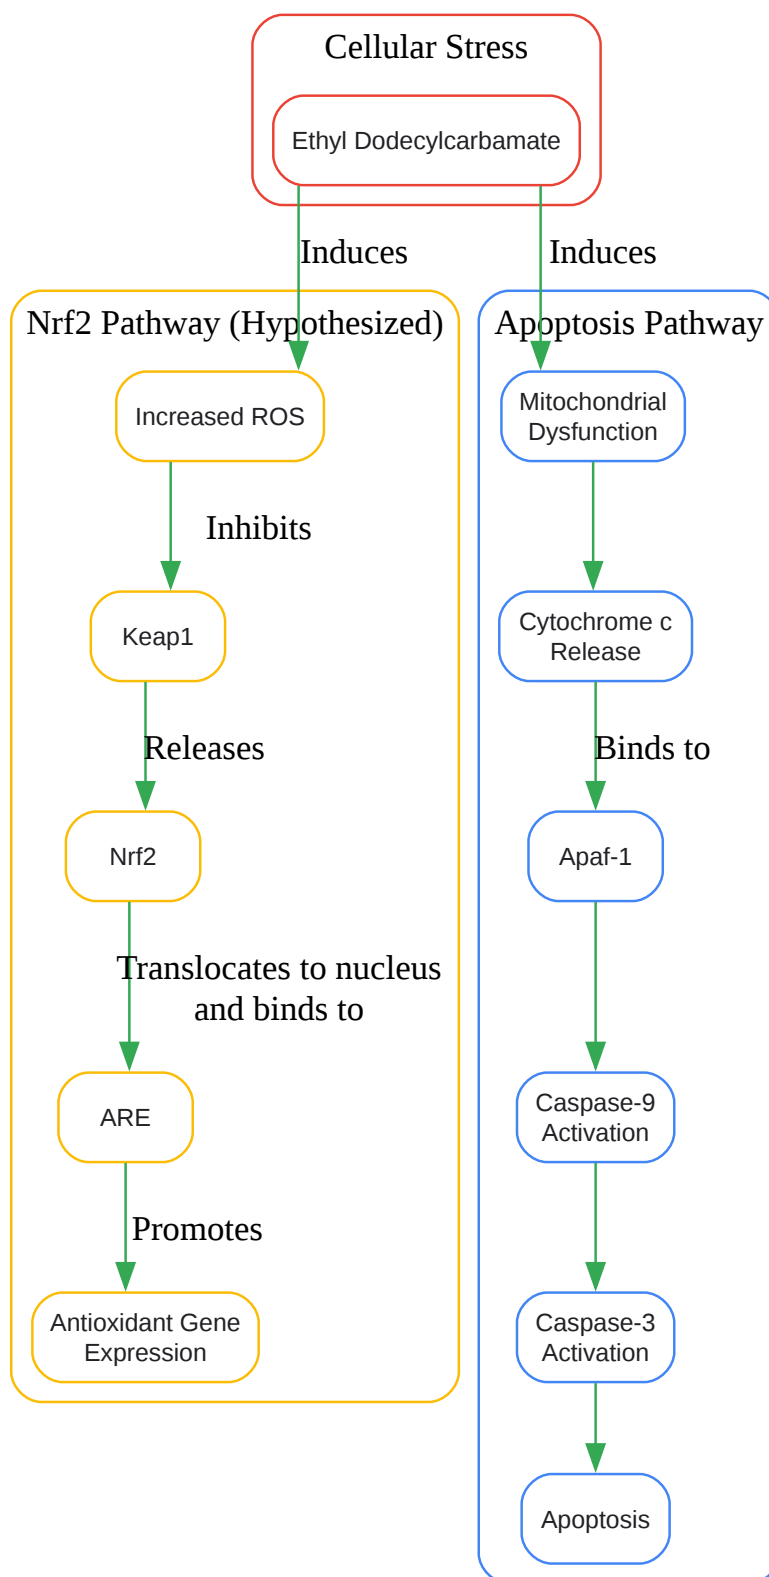 Cellular Stress
Ethyl Dodecylcarbamate
Induces
Induces
Nrf2 Pathway (Hypothesized)
Increased ROS
Inhibits
Keap1
Releases
Nrf2
Translocates to nucleus
and binds to
ARE
Promotes
Antioxidant Gene
Expression
Apoptosis Pathway
Mitochondrial
Dysfunction
Cytochrome c
Release
Binds to
Apaf-1
Caspase-9
Activation
Caspase-3
Activation
Apoptosis